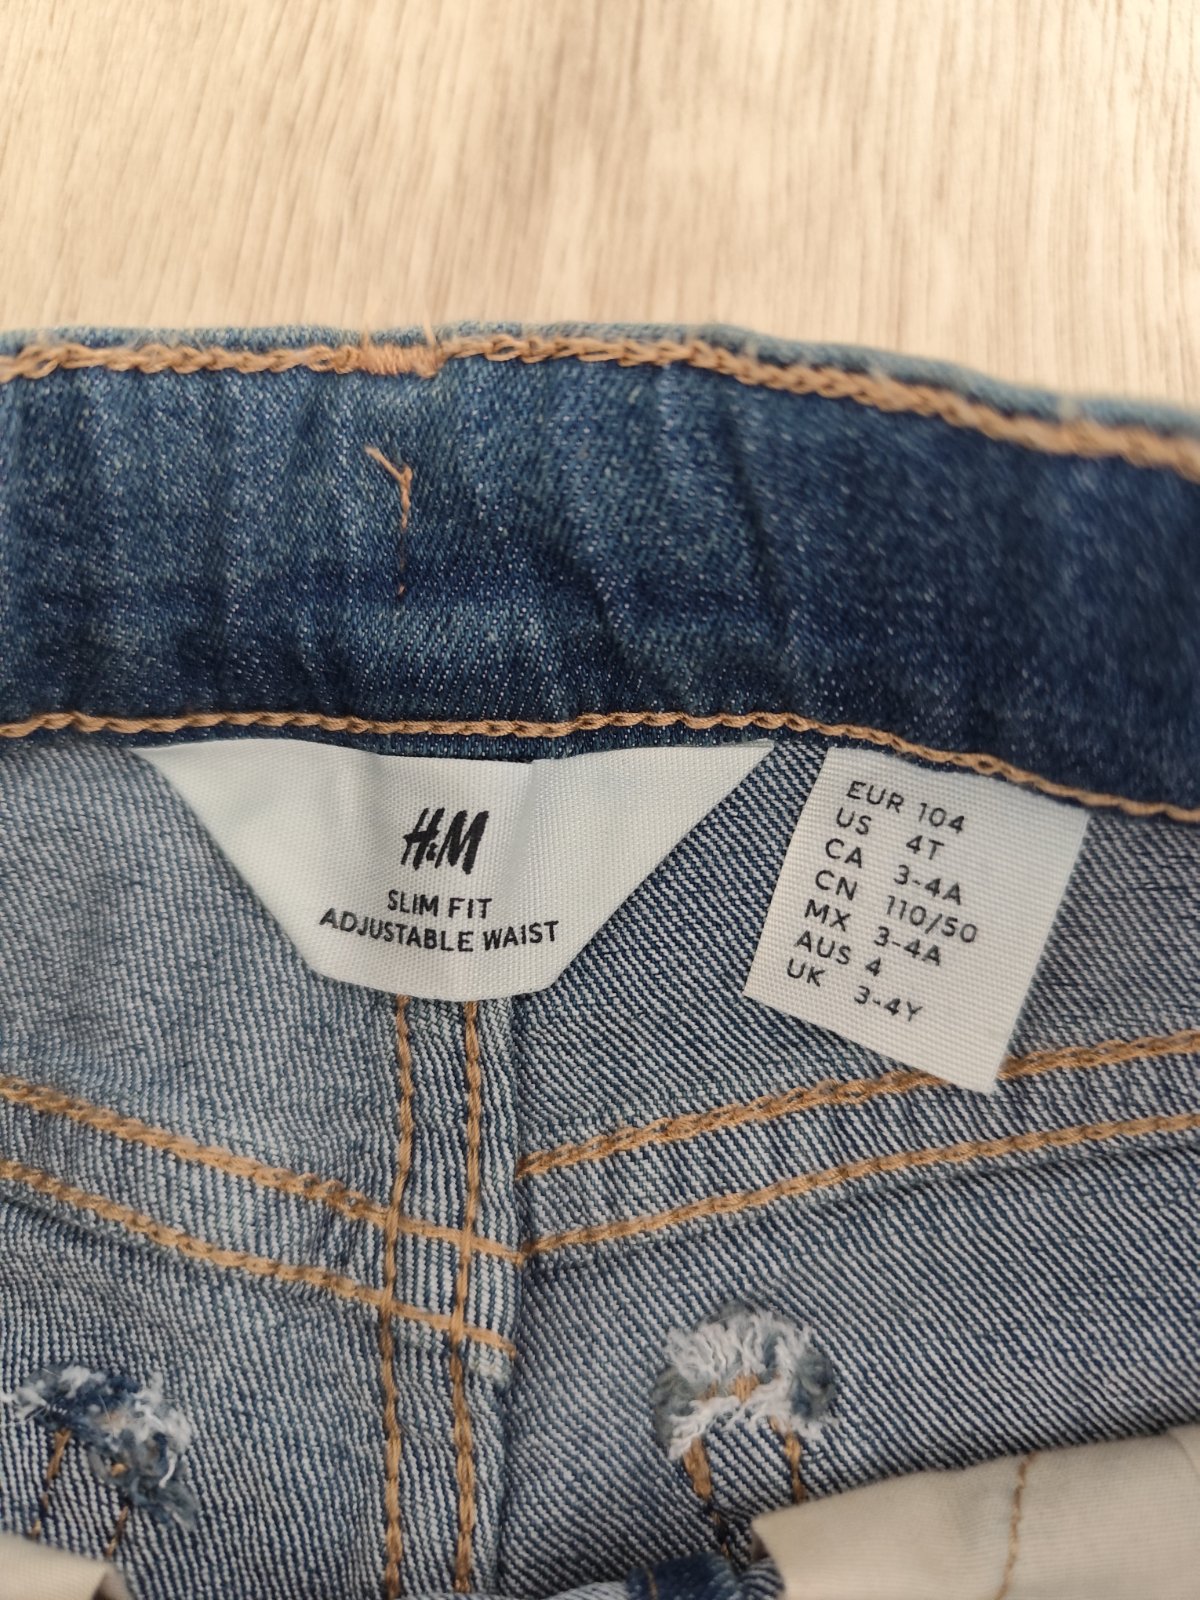 H&M
SLIM FIT
ADJUSTABLE WAIST
EUR 104
US 4T
CA 3-4A
CN 110/50
MX 3-4A
AUS 4
UK 3-4Y